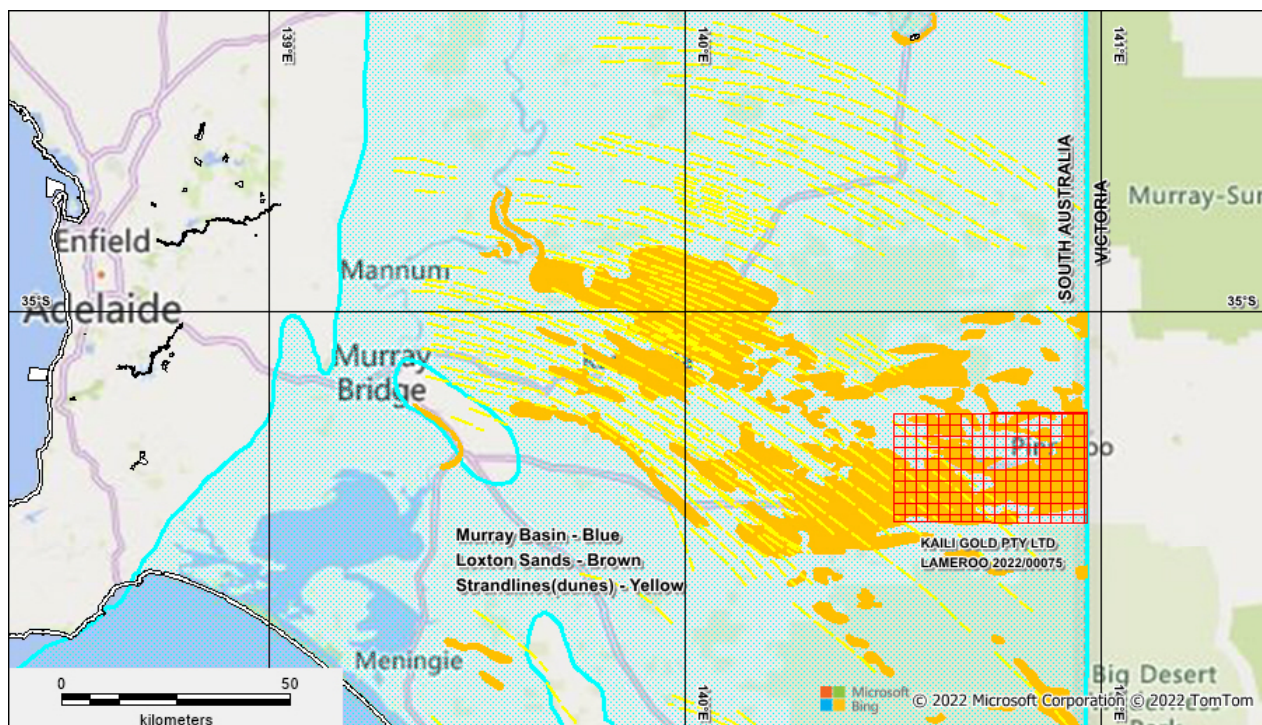 139°E
140°E
141°E
SOUTH AUSTRALIA
VICTORIA
Murray-Sun
Enfield
Mannum
35°S
35°S
Adelaide
Murray
Bridge
KAILI GOLD PTY LTD
LAMEROO 2022/00075
Murray Basin - Blue
Loxton Sands - Brown
Strandlines(dunes) - Yellow
Meningie
Big Desert
0
50
kilometers
140°E
Microsoft
Bing
© 2022 Microsoft Corporation © 2022 TomTom